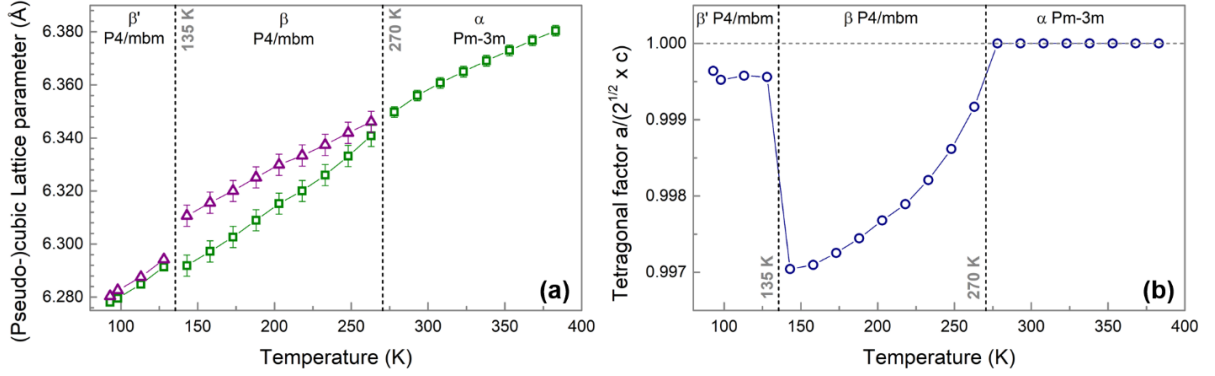 β'
P4/mbm
β
P4/mbm
α
Pm-3m
135 K
270 K
(Pseudo-)cubic Lattice parameter (Å)
6.380
6.360
6.340
6.320
6.300
6.280
100
150
200
250
300
350
400
Temperature (K)
(a)
β' P4/mbm
β P4/mbm
α Pm-3m
135 K
270 K
Tetragonal factor a/(2^1/2 x c)
1.000
0.999
0.998
0.997
100
150
200
250
300
350
400
Temperature (K)
(b)